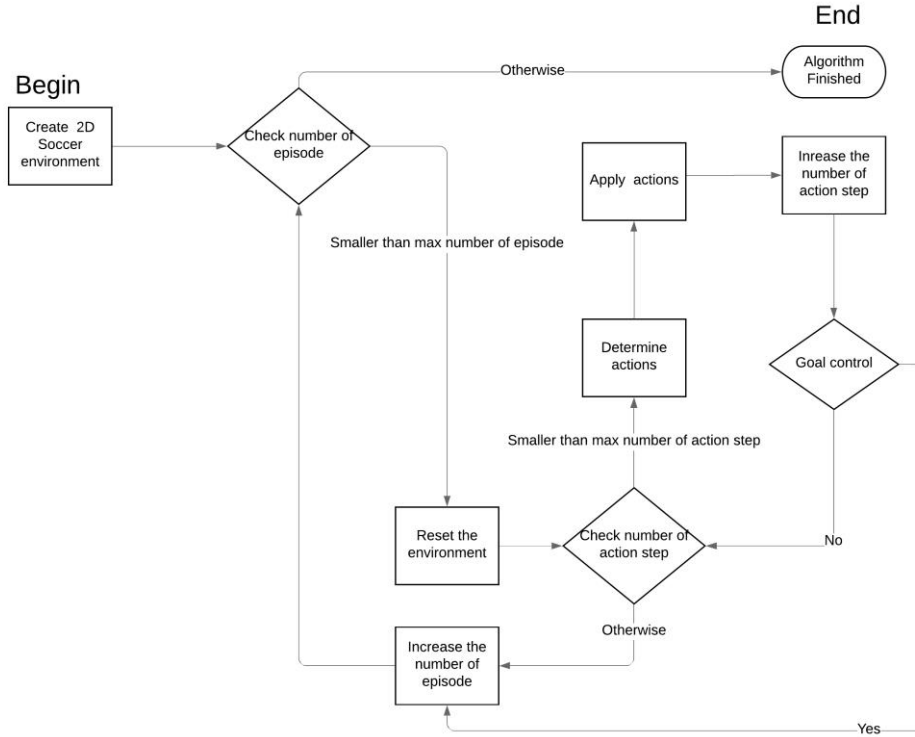 End
Begin
Otherwise
Algorithm
Finished
Create 2D
Soccer
environment
Check number of
episode
Apply actions
Inrease the
number of
action step
Smaller than max number of episode
Determine
actions
Goal control
Smaller than max number of action step
Reset the
environment
Check number of
action step
No
Otherwise
Increase the
number of
episode
Yes